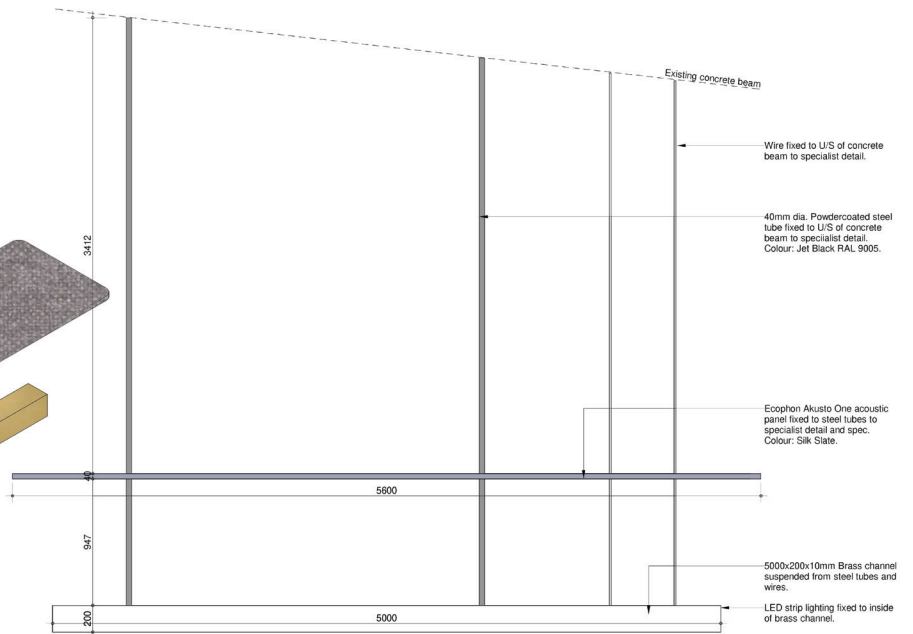 Existing concrete beam
Wire fixed to U/S of concrete
beam to specialist detail.
40mm dia. Powdercoated steel
tube fixed to U/S of concrete
beam to speciialist detail.
Colour: Jet Black RAL 9005.
3412
Ecophon Akusto One acoustic
panel fixed to steel tubes to
specialist detail and spec.
Colour: Silk Slate.
40
5600
947
5000x200x10mm Brass channel
suspended from steel tubes and
wires.
LED strip lighting fixed to inside
of brass channel.
200
5000